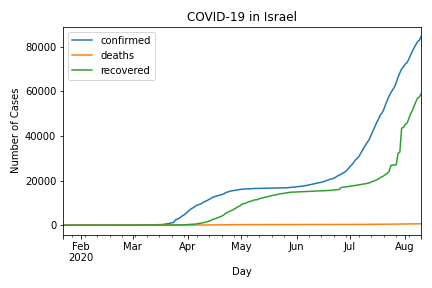 COVID-19 in Israel
confirmed
deaths
recovered
Number of Cases
80000
60000
40000
20000
0
Feb Mar Apr May Jun Jul Aug
2020
Day